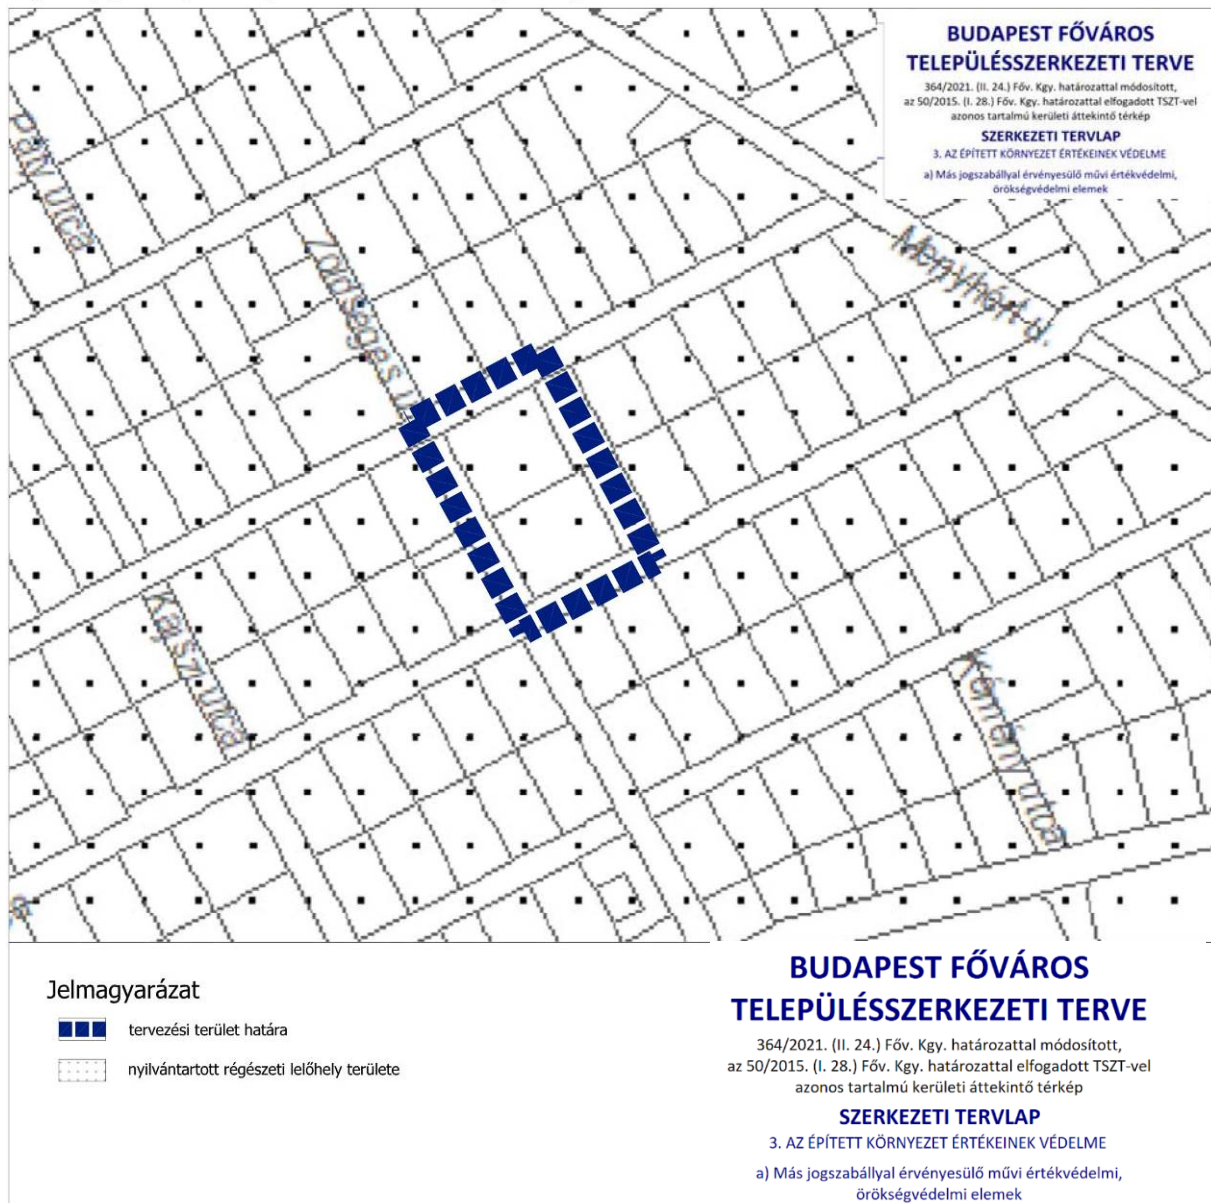 BUDAPEST FŐVÁROS
TELEPÜLÉSSZERKEZETI TERVE
364/2021. (II. 24.) Főv. Kgy. határozattal módosított,
az 50/2015. (I. 28.) Főv. Kgy. határozattal elfogadott TSZT-vel
azonos tartalmú kerületi áttekintő térkép
SZERKEZETI TERVLAP
3. AZ ÉPÍTETT KÖRNYEZET ÉRTÉKEINEK VÉDELME
a) Más jogszabállyal érvényesülő művi értékvédelmi,
örökségvédelmi elemek
Páty utca
Zádséges u.
Menyhért u.
Kajszi utca
Kémény utca
Jelmagyarázat
tervezési terület határa
nyilvántartott régészeti lelőhely területe
BUDAPEST FŐVÁROS
TELEPÜLÉSSZERKEZETI TERVE
364/2021. (II. 24.) Főv. Kgy. határozattal módosított,
az 50/2015. (I. 28.) Főv. Kgy. határozattal elfogadott TSZT-vel
azonos tartalmú kerületi áttekintő térkép
SZERKEZETI TERVLAP
3. AZ ÉPÍTETT KÖRNYEZET ÉRTÉKEINEK VÉDELME
a) Más jogszabállyal érvényesülő művi értékvédelmi,
örökségvédelmi elemek